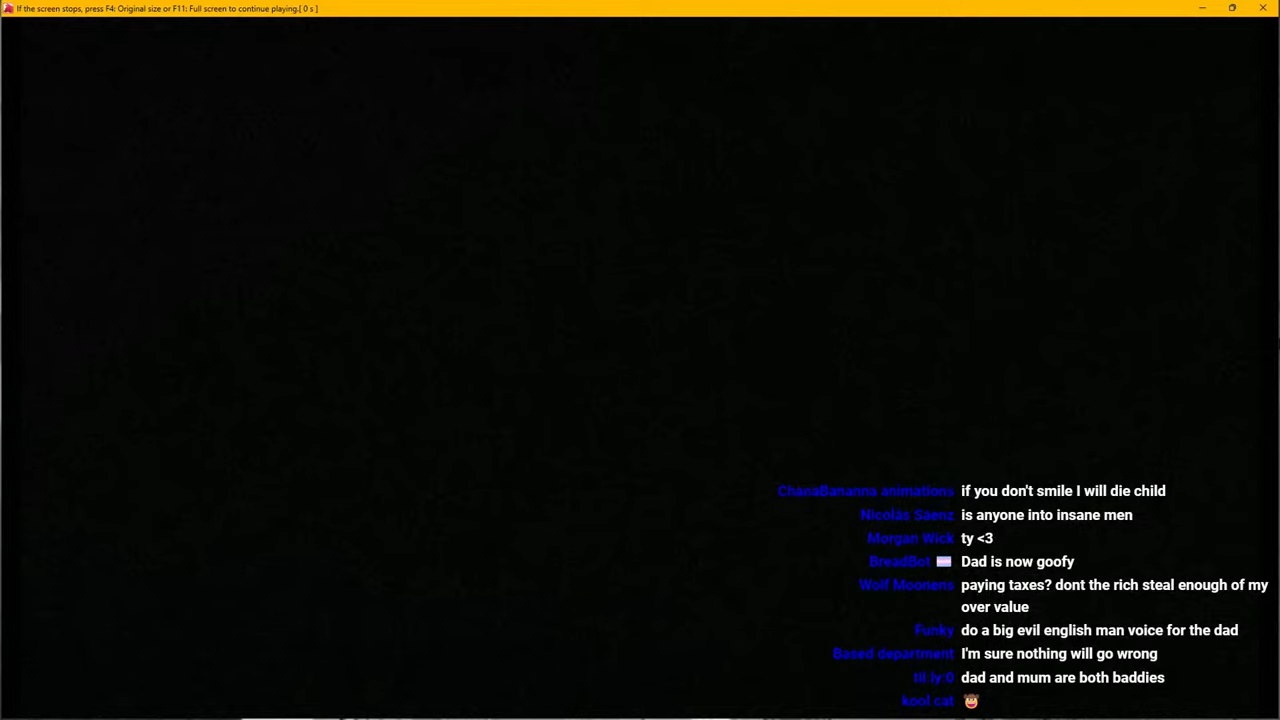 If the screen stops, press F4: Original size or F11: Full screen to continue playing.[ 0 s ]
ChanaBananna animations if you don't smile I will die child
Nicolás Saenz is anyone into insane men
Morgan Wick ty <3
BreadBot Dad is now goofy
Wolf Moonens paying taxes? dont the rich steal enough of my
over value
Funky do a big evil english man voice for the dad
Based department I'm sure nothing will go wrong
dad and mum are both baddies
kool cat